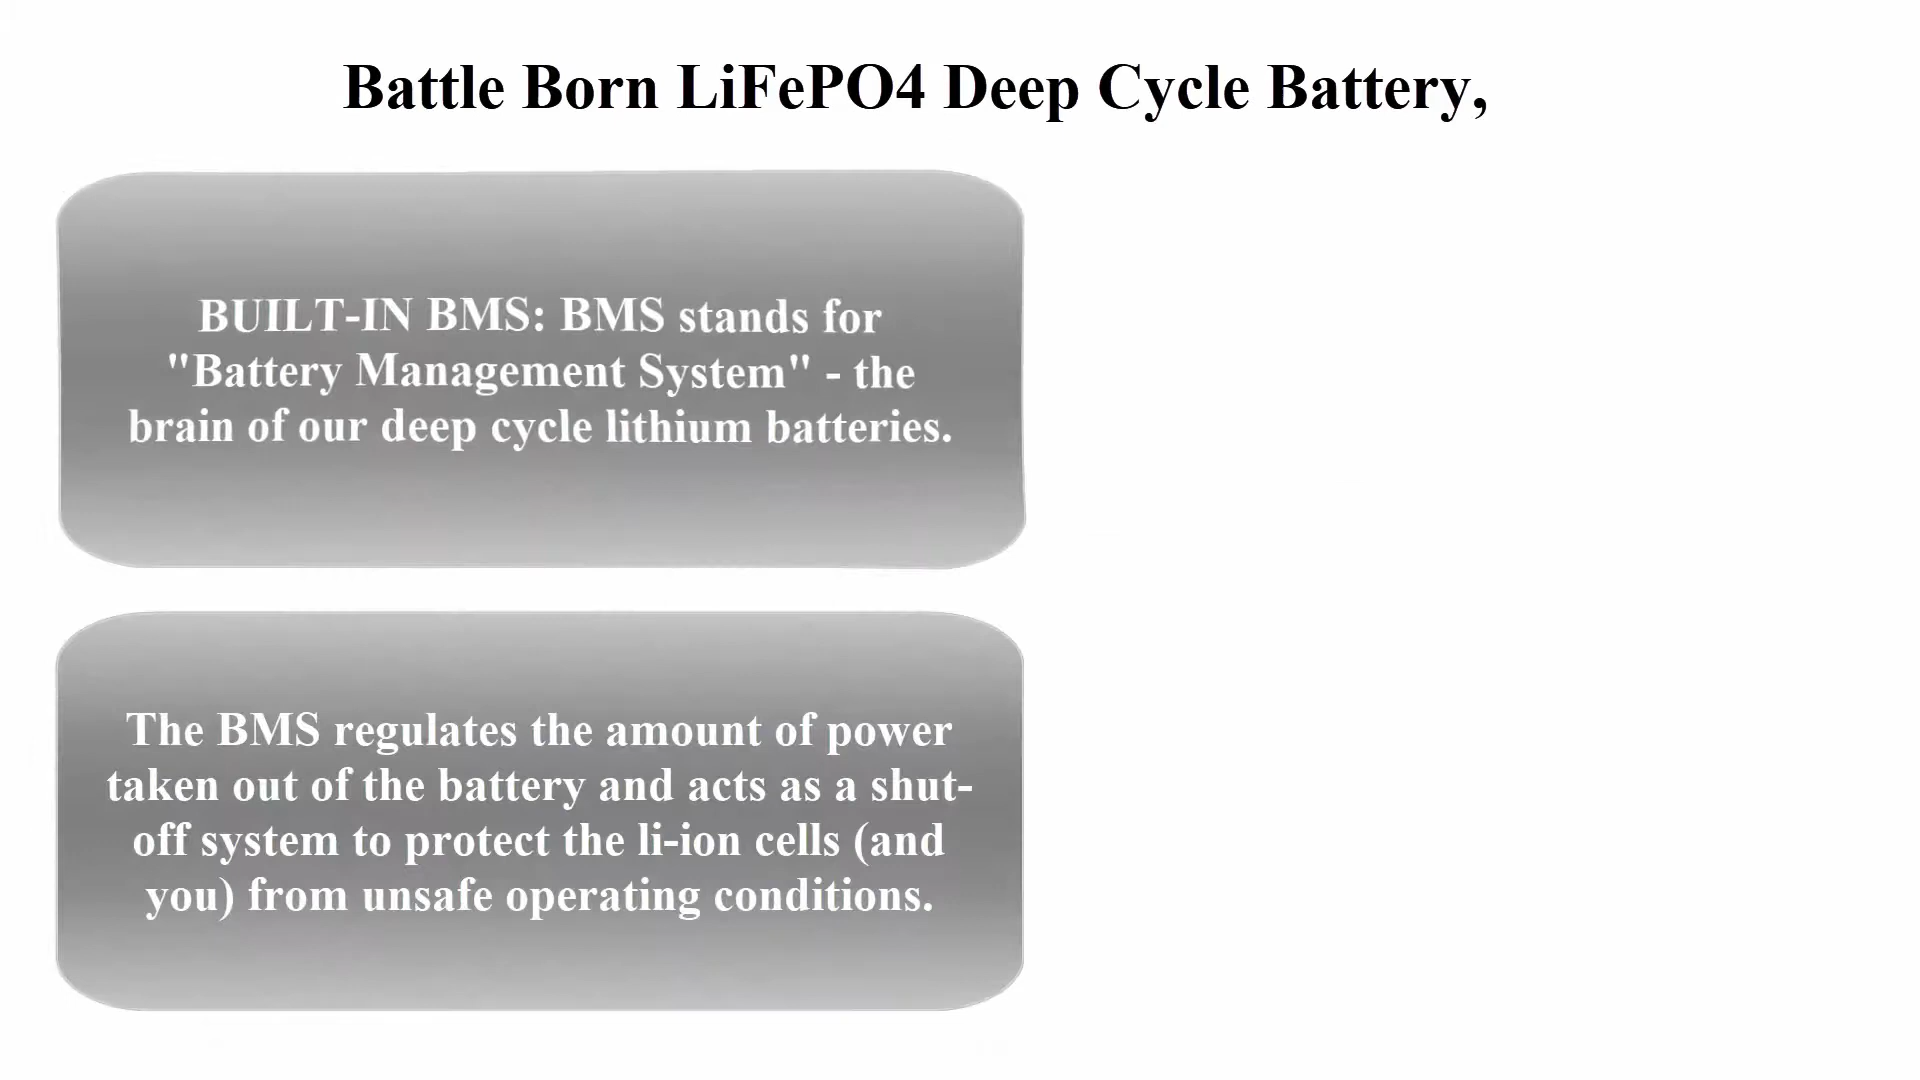 Battle Born LiFePO4 Deep Cycle Battery,
BUILT-IN BMS: BMS stands for
"Battery Management System" - the
brain of our deep cycle lithium batteries.
The BMS regulates the amount of power
taken out of the battery and acts as a shut-
off system to protect the li-ion cells (and
you) from unsafe operating conditions.